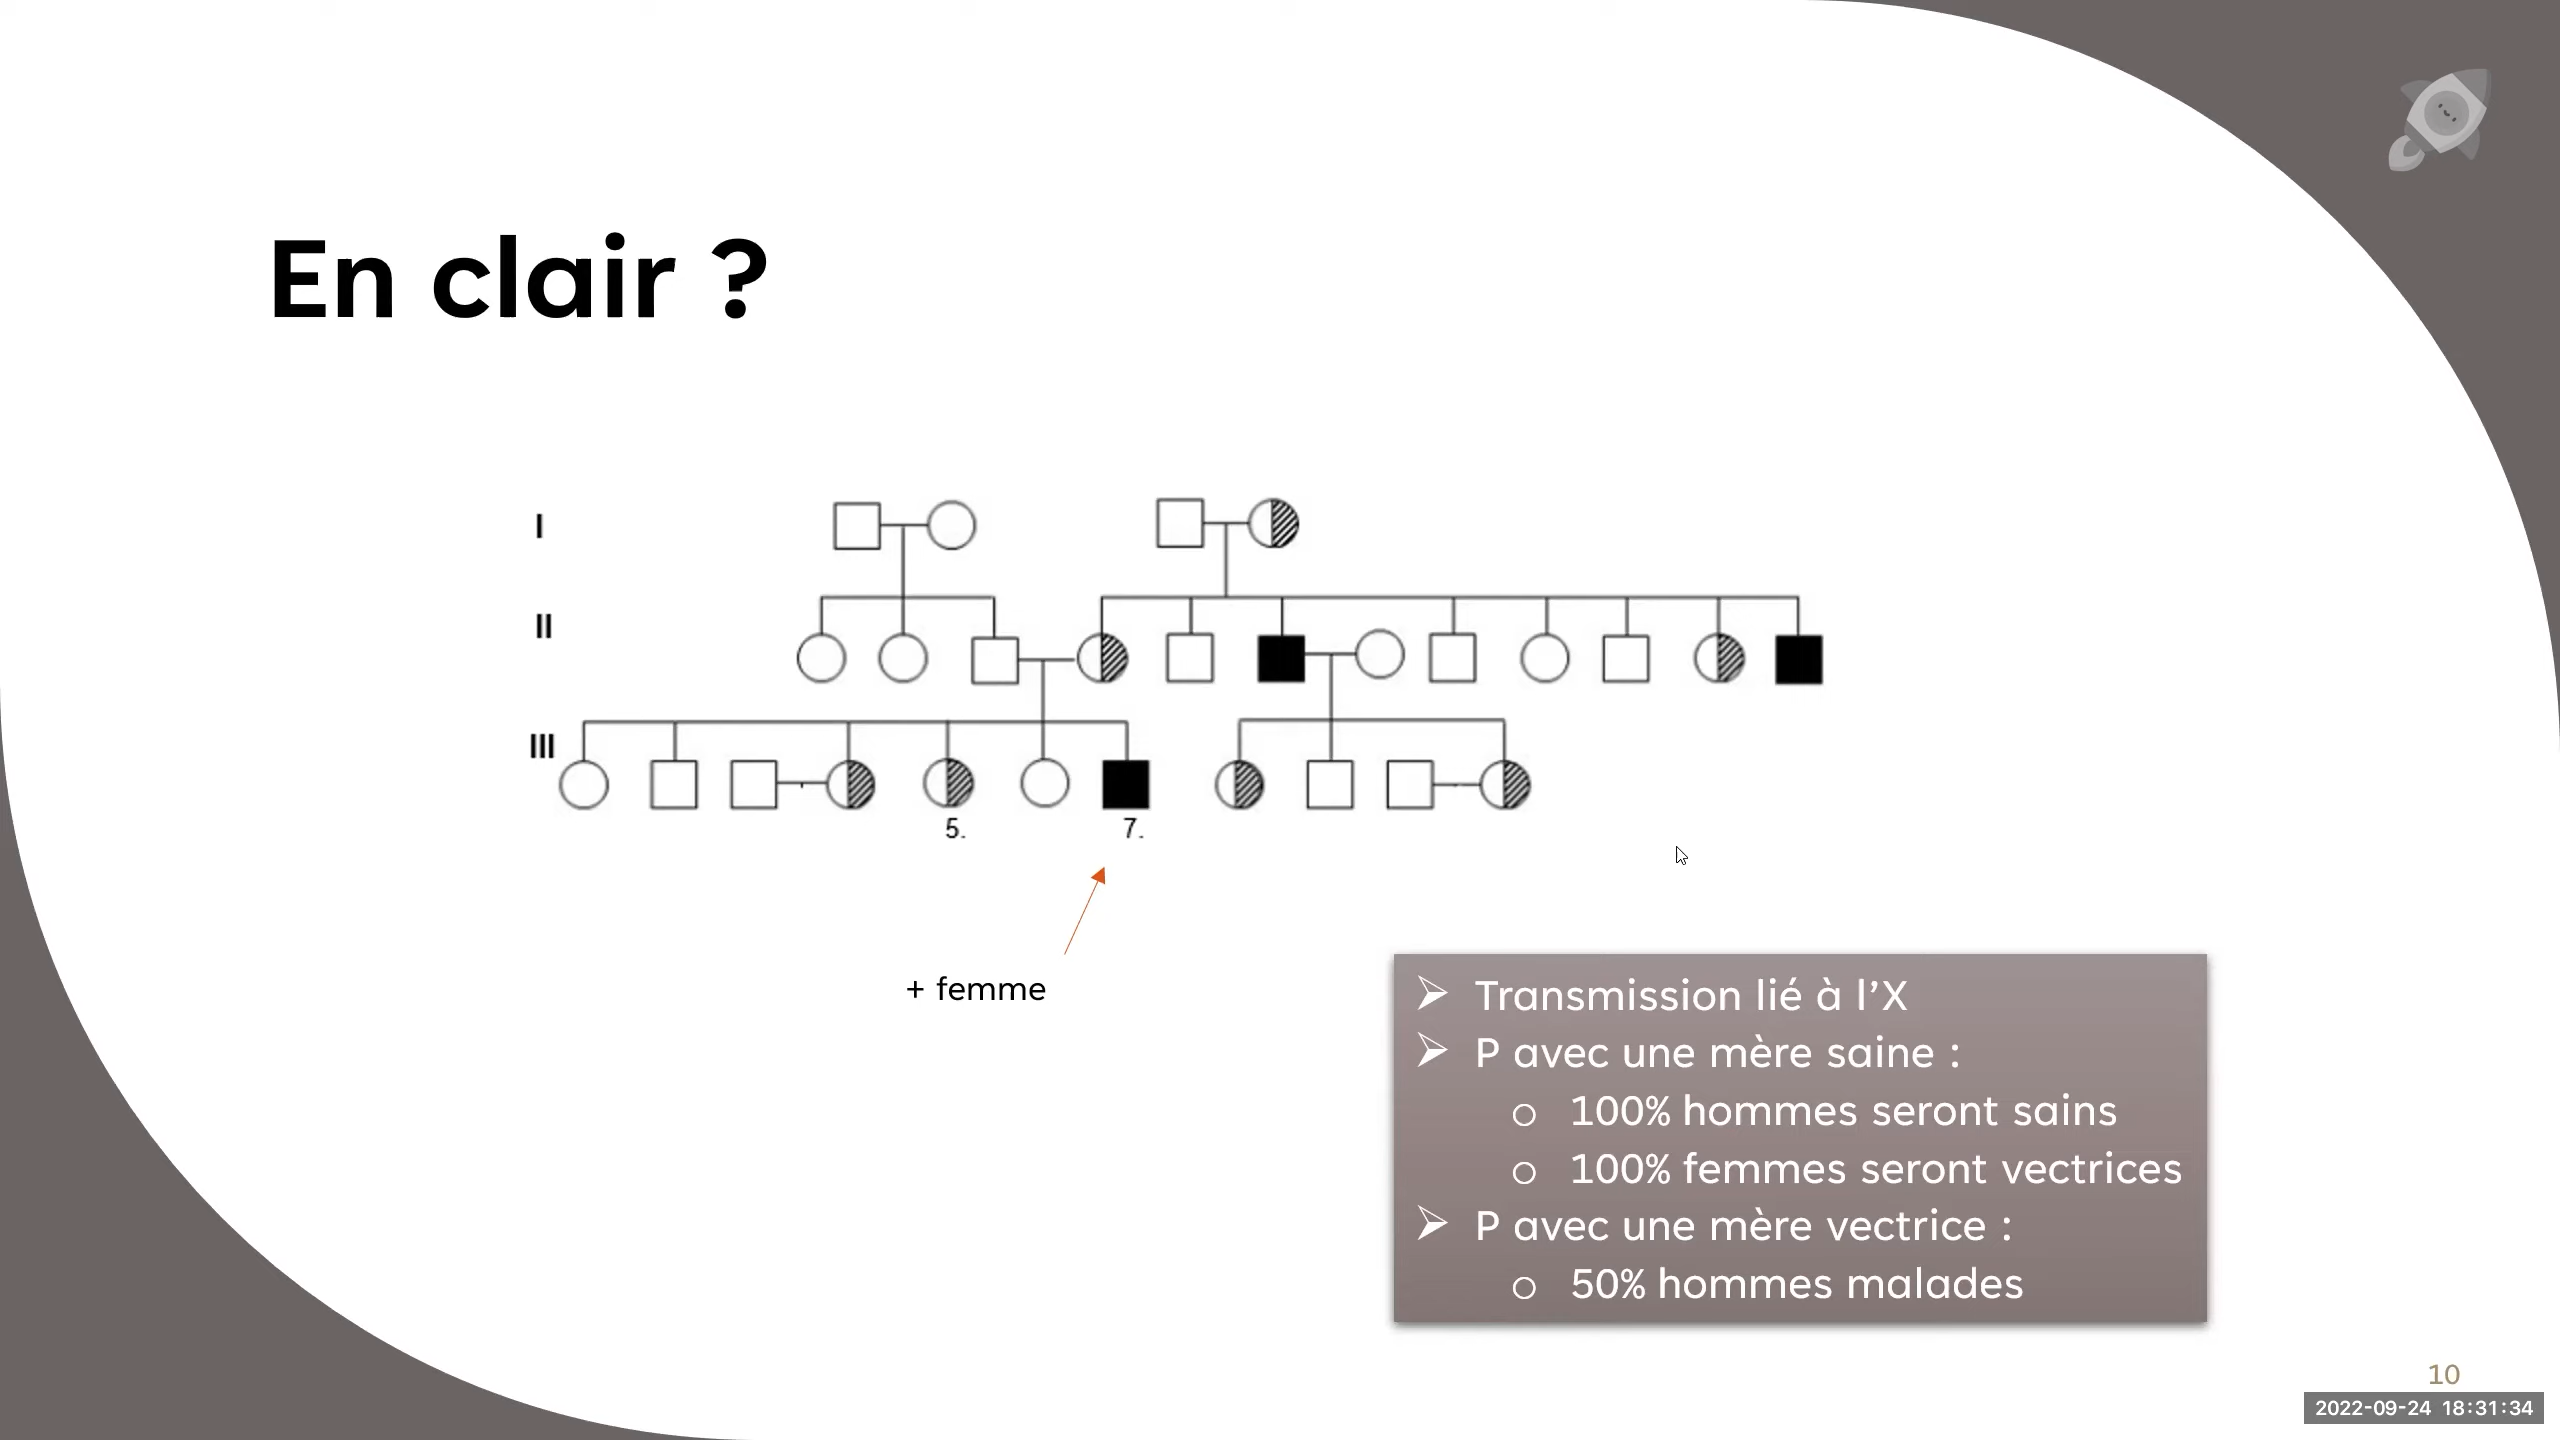 En clair ?
I
II
III
5.
7.
+ femme
➢ Transmission lié à l’X
➢ P avec une mère saine :
o 100% hommes seront sains
o 100% femmes seront vectrices
➢ P avec une mère vectrice :
o 50% hommes malades
10
2022-09-24 18:31:34